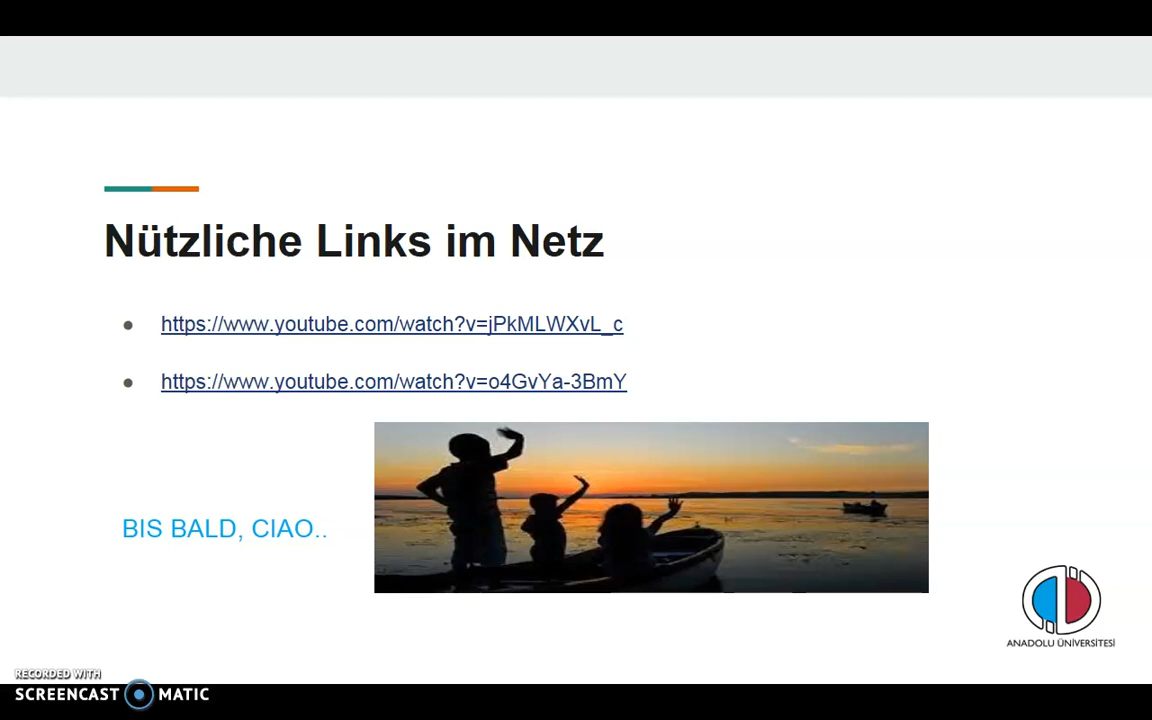 Nützliche Links im Netz
https://www.youtube.com/watch?v=jPkMLWXvL_c
https://www.youtube.com/watch?v=o4GvYa-3BmY
BIS BALD, CIAO..
ANADOLU ÜNİVERSİTESİ
RECORDED WITH
SCREENCAST MATIC